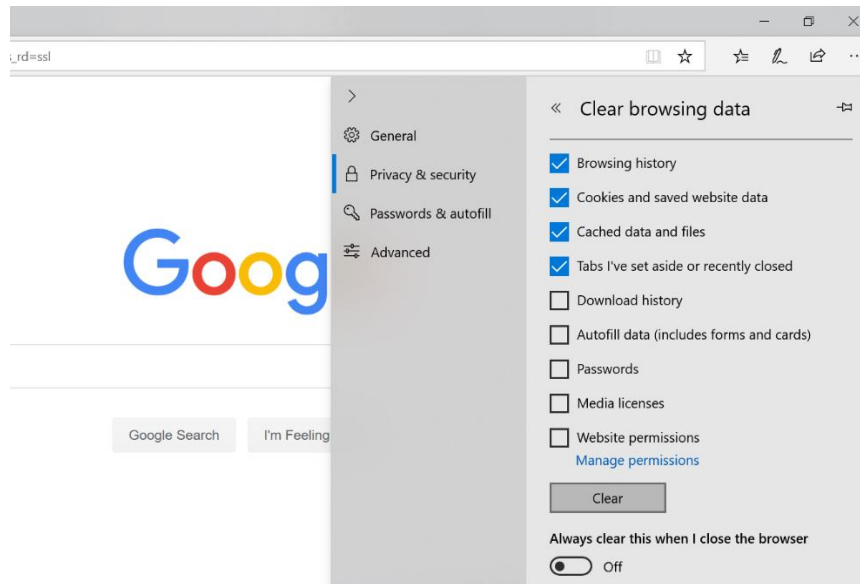 s_rd=ssl
Clear browsing data
General
Privacy & security
Passwords & autofill
Advanced
Browsing history
Cookies and saved website data
Cached data and files
Tabs I've set aside or recently closed
Download history
Autofill data (includes forms and cards)
Passwords
Media licenses
Website permissions
Manage permissions
Clear
Always clear this when I close the browser
Off
Goog
Google Search
I'm Feeling